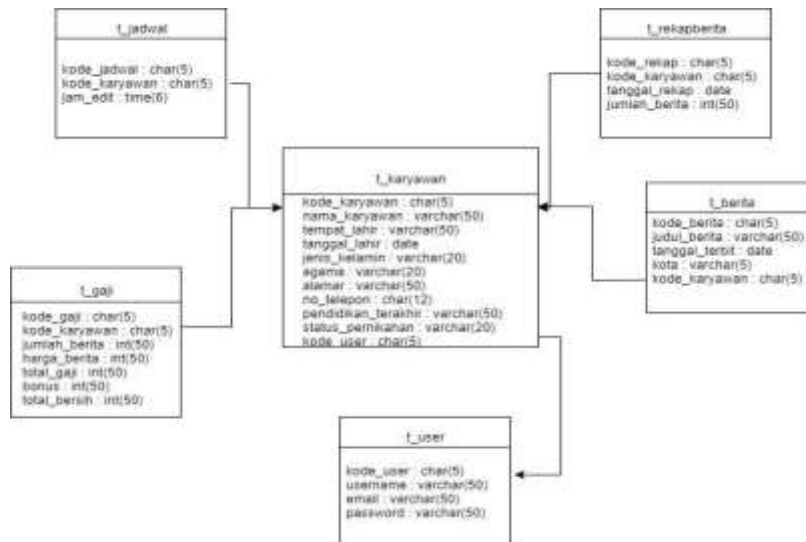 t_jadwal
kode_jadwal : char(5)
kode_karyawan : char(5)
jam_edit : time(6)
t_rekapberita
kode_rekap : char(5)
kode_karyawan : char(5)
tanggal_rekap : date
jumlah_berita : int(50)
t_karyawan
kode_karyawan : char(5)
nama_karyawan : varchar(50)
tempat_lahir : varchar(50)
tanggal_lahir : date
jenis_kelamin : varchar(20)
agama : varchar(20)
alamar : varchar(50)
no_telepon : char(12)
pendidikan_terakhir : varchar(50)
status_pernikahan : varchar(20)
kode_user : char(5)
t_berita
kode_berita : char(5)
judul_berita : varchar(50)
tanggal_terbit : date
kota : varchar(5)
kode_karyawan : char(5)
t_gaji
kode_gaji : char(5)
kode_karyawan : char(5)
jumlah_berita : int(50)
harga_berita : int(50)
total_gaji : int(50)
bonus : int(50)
total_bersih : int(50)
t_user
kode_user : char(5)
username : varchar(50)
email : varchar(50)
password : varchar(50)